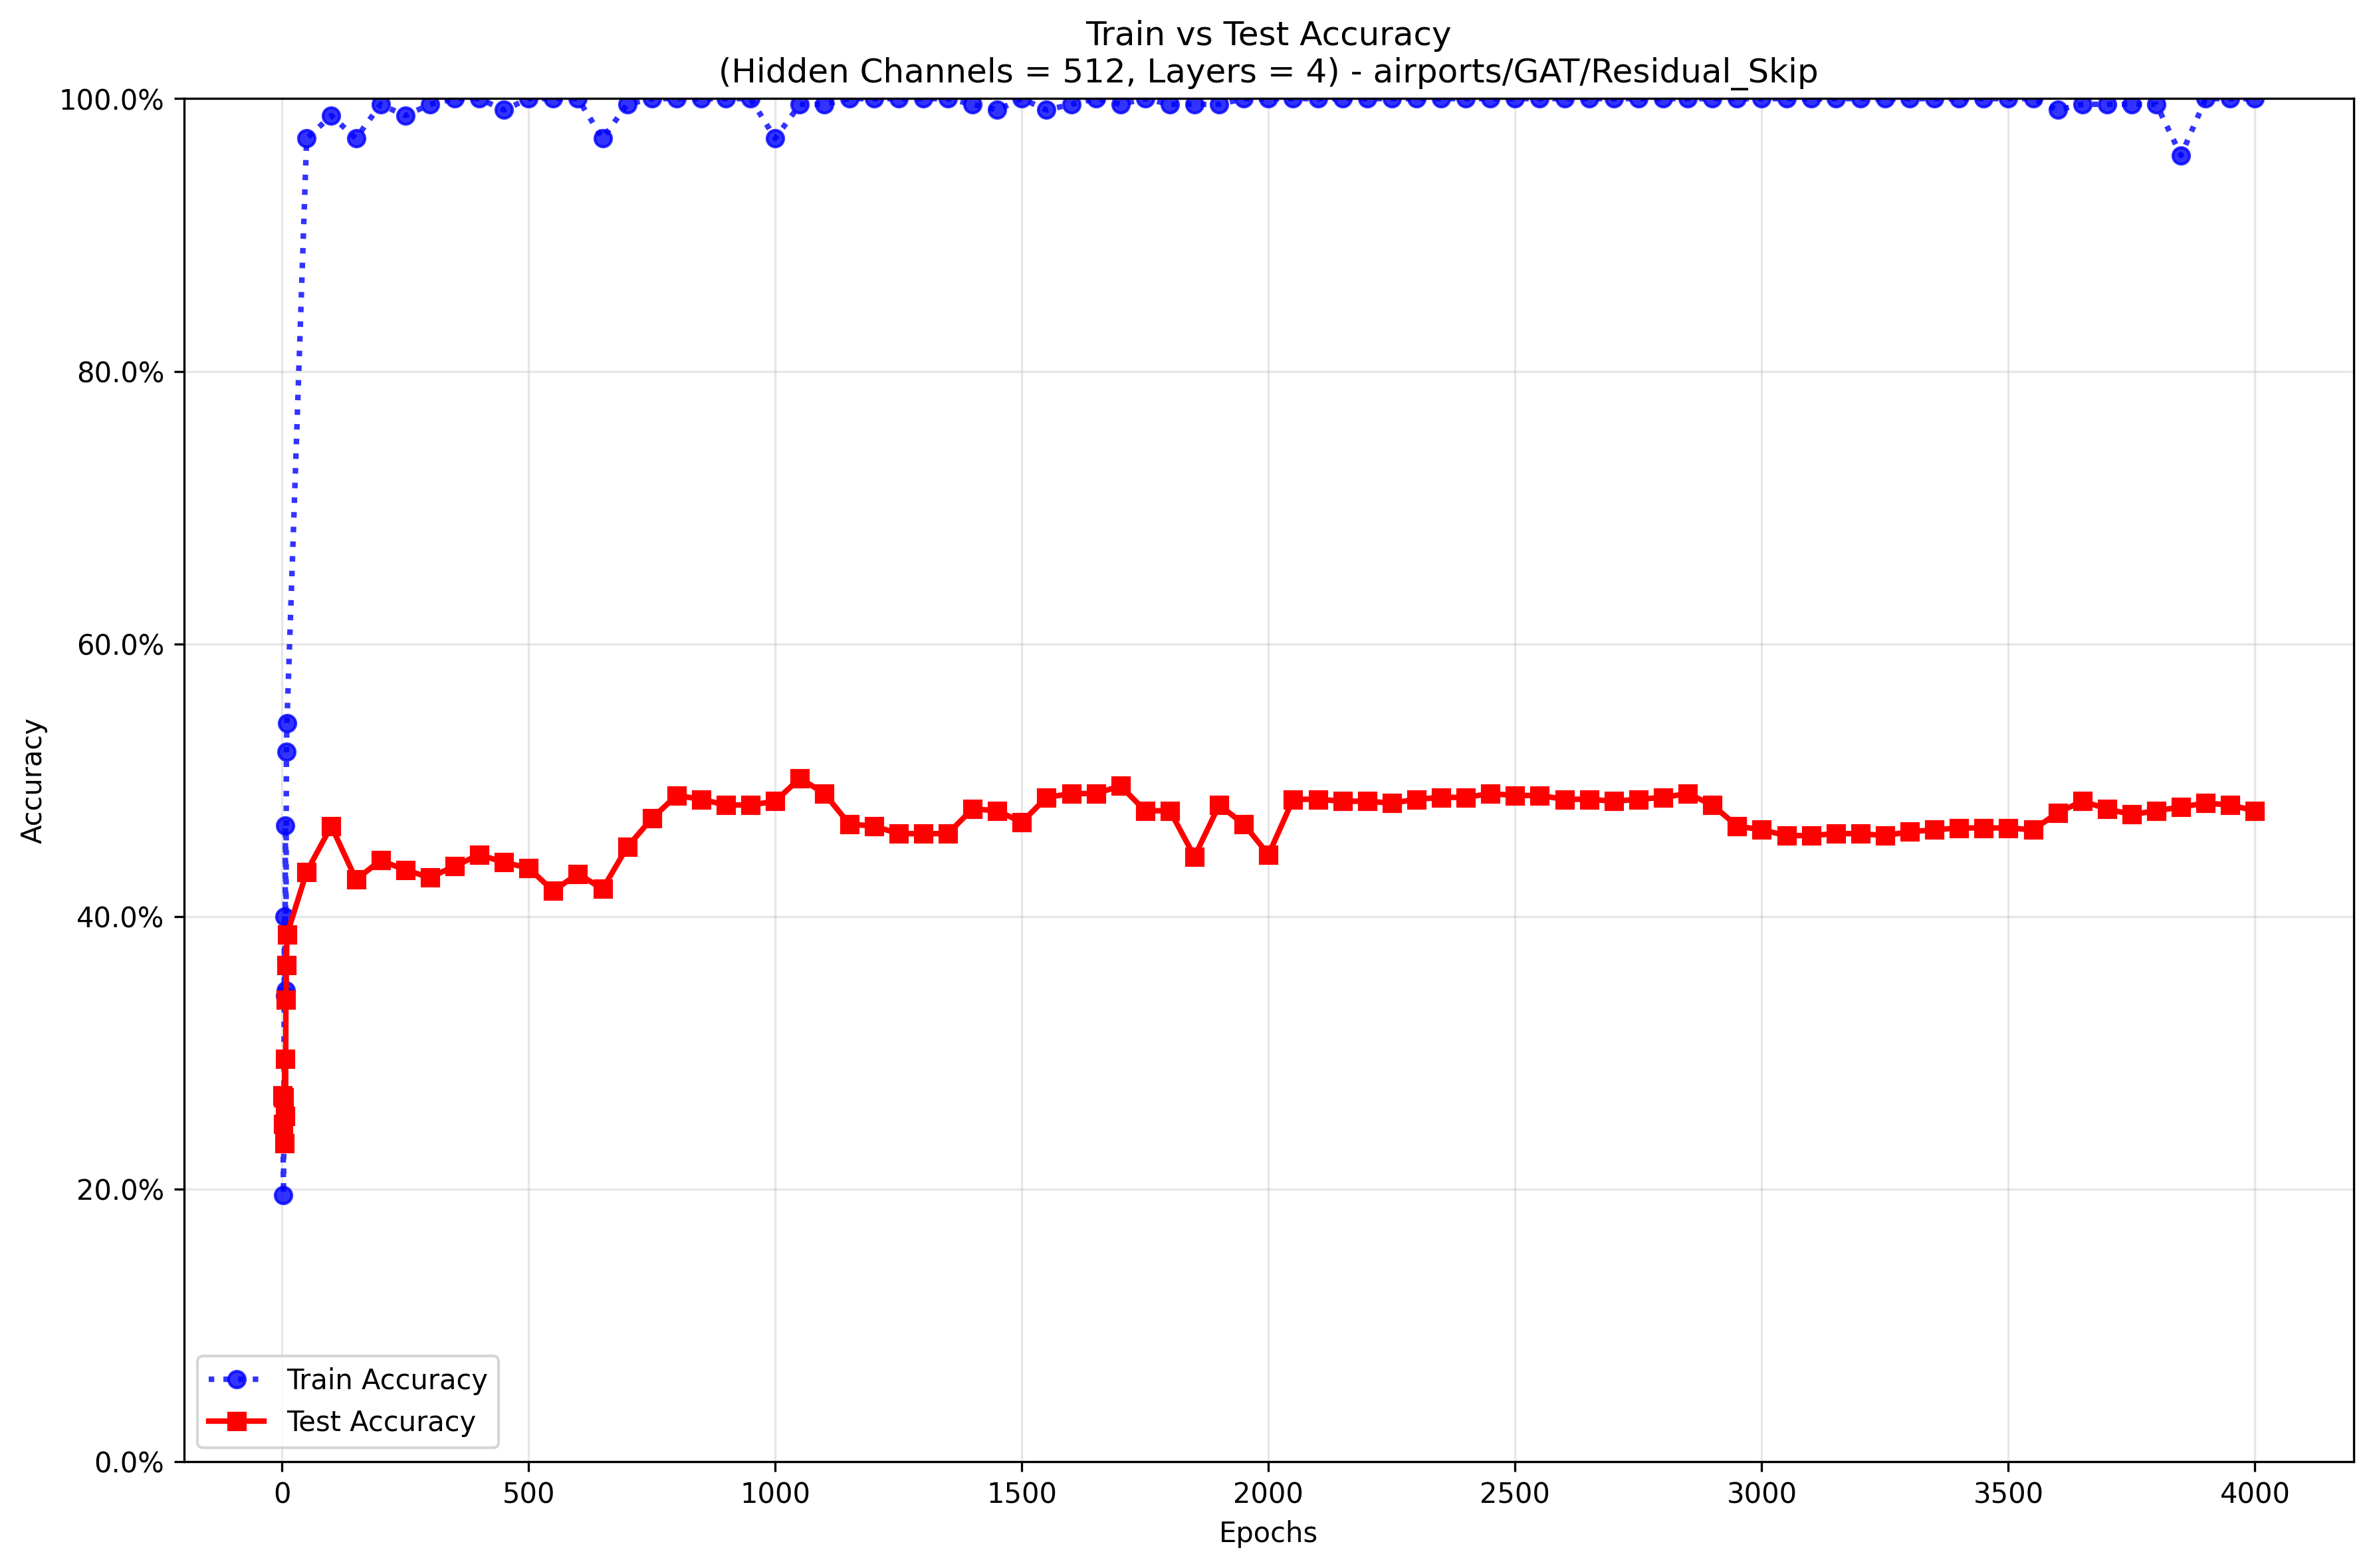 Train vs Test Accuracy
(Hidden Channels = 512, Layers = 4) - airports/GAT/Residual_Skip
100.0%
80.0%
60.0%
40.0%
20.0%
0.0%
Accuracy
Train Accuracy
Test Accuracy
0 500 1000 1500 2000 2500 3000 3500 4000
Epochs